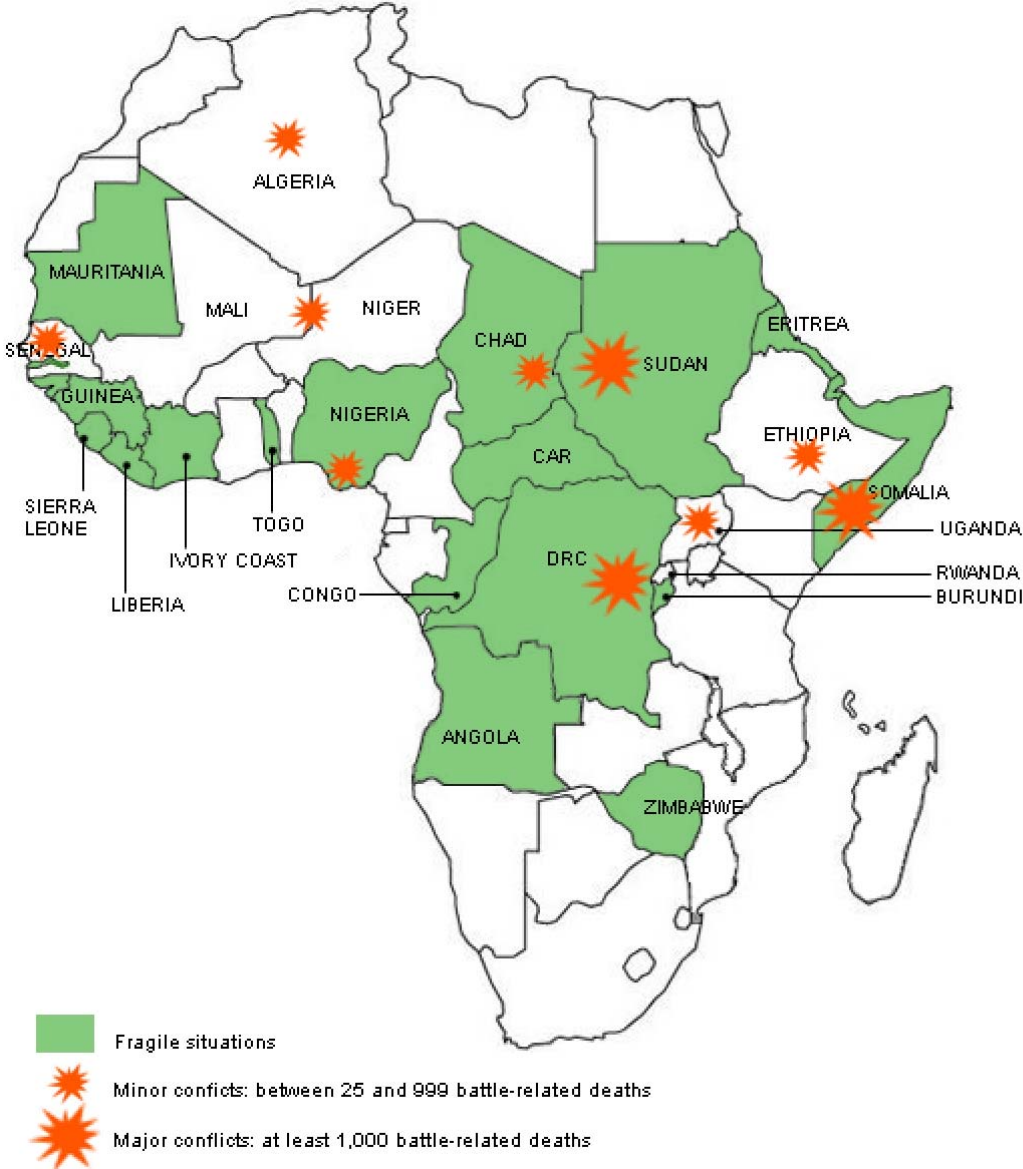 ALGERIA
MAURITANIA
MALI
NIGER
ERITREA
CHAD
SENEGAL
SUDAN
GUINEA
NIGERIA
ETHIOPIA
CAR
SOMALIA
SIERRA
LEONE
TOGO
UGANDA
IVORY COAST
DRC
RWANDA
CONGO
BURUNDI
LIBERIA
ANGOLA
ZIMBABWE
Fragile situations
Minor conficts: between 25 and 999 battle-related deaths
Major conflicts: at least 1,000 battle-related deaths